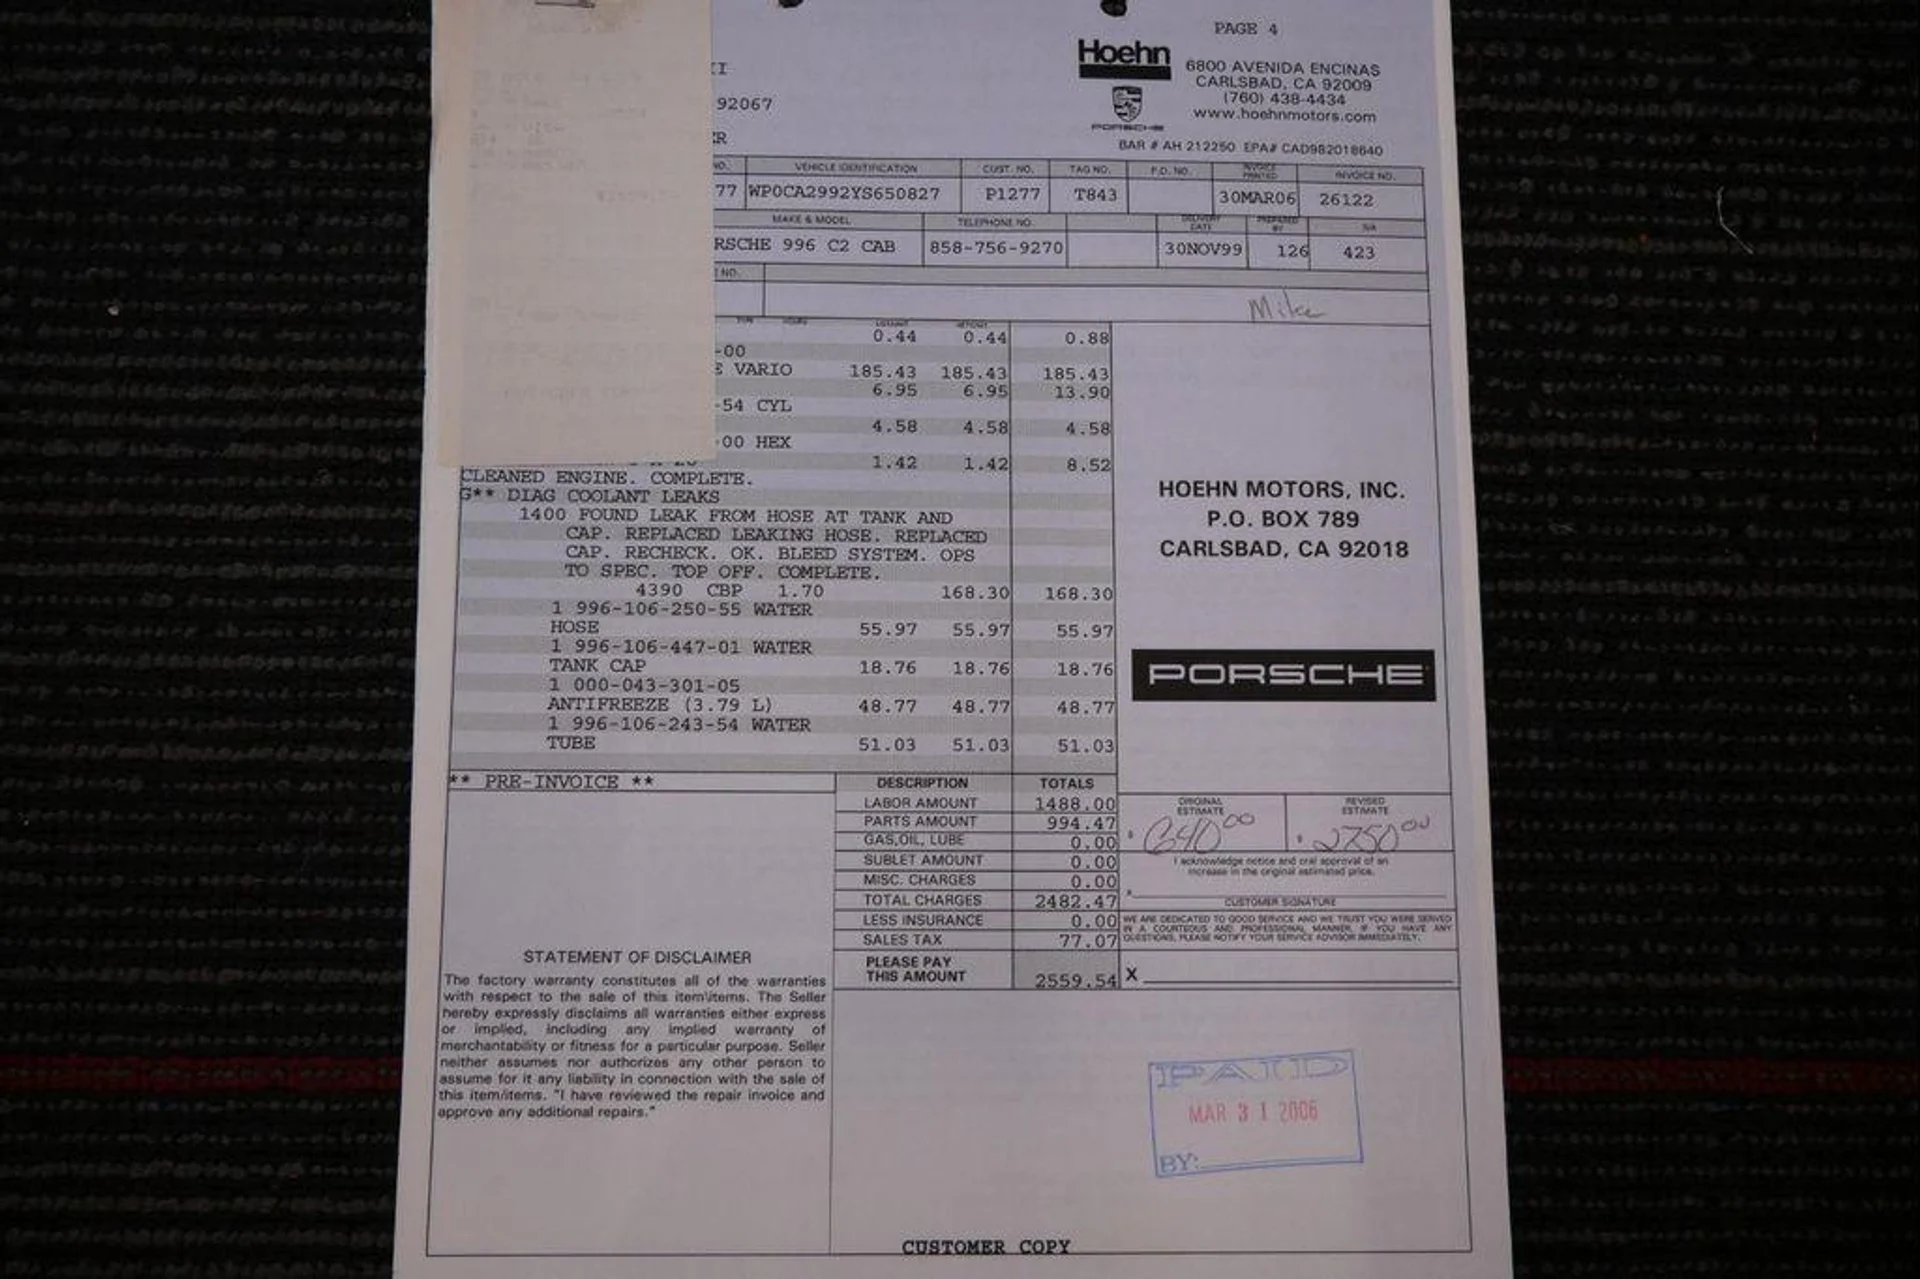 PAGE 4
Hoehn
PORSCHE
6800 AVENIDA ENCINAS
CARLSBAD, CA 92009
(760) 438-4434
www.hoehnmotors.com
BAR # AH 212250 EPA# CAD982018640
II
92067
ER
NO. VEHICLE IDENTIFICATION CUST. NO. TAG NO. P.O. NO. INVOICE PRINTED INVOICE NO.
77 WP0CA2992YS650827 P1277 T843 30MAR06 26122
MAKE & MODEL TELEPHONE NO. DELIVERY DATE PREPARED BY S/A
RSCHE 996 C2 CAB 858-756-9270 30NOV99 126 423
NO.
Mike
0.44 0.44 0.88
-00
E VARIO 185.43 185.43 185.43
6.95 6.95 13.90
-54 CYL
4.58 4.58 4.58
-00 HEX
1.42 1.42 8.52
CLEANED ENGINE. COMPLETE.
G** DIAG COOLANT LEAKS
1400 FOUND LEAK FROM HOSE AT TANK AND
CAP. REPLACED LEAKING HOSE. REPLACED
CAP. RECHECK. OK. BLEED SYSTEM. OPS
TO SPEC. TOP OFF. COMPLETE.
4390 CBP 1.70 168.30 168.30
1 996-106-250-55 WATER
HOSE 55.97 55.97 55.97
1 996-106-447-01 WATER
TANK CAP 18.76 18.76 18.76
1 000-043-301-05
ANTIFREEZE (3.79 L) 48.77 48.77 48.77
1 996-106-243-54 WATER
TUBE 51.03 51.03 51.03
HOEHN MOTORS, INC.
P.O. BOX 789
CARLSBAD, CA 92018
PORSCHE
** PRE-INVOICE **
DESCRIPTION TOTALS
LABOR AMOUNT 1488.00
PARTS AMOUNT 994.47
GAS,OIL, LUBE 0.00
SUBLET AMOUNT 0.00
MISC. CHARGES 0.00
TOTAL CHARGES 2482.47
LESS INSURANCE 0.00
SALES TAX 77.07
PLEASE PAY
THIS AMOUNT 2559.54
ORIGINAL ESTIMATE
640.00
REVISED ESTIMATE
2750.00
I acknowledge notice and oral approval of an
increase in the original estimated price.
CUSTOMER SIGNATURE
WE ARE DEDICATED TO GOOD SERVICE AND WE TRUST YOU WERE SERVED
IN A COURTEOUS AND PROFESSIONAL MANNER. IF YOU HAVE ANY
QUESTIONS, PLEASE NOTIFY YOUR SERVICE ADVISOR IMMEDIATELY.
X
STATEMENT OF DISCLAIMER
The factory warranty constitutes all of the warranties
with respect to the sale of this item/items. The Seller
hereby expressly disclaims all warranties either express
or implied, including any implied warranty of
merchantability or fitness for a particular purpose. Seller
neither assumes nor authorizes any other person to
assume for it any liability in connection with the sale of
this item/items. "I have reviewed the repair invoice and
approve any additional repairs."
PAID
MAR 31 2006
BY:
CUSTOMER COPY